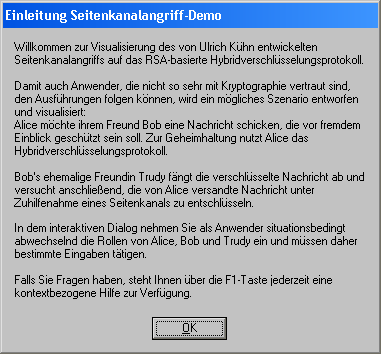 Einleitung Seitenkanalangriff-Demo
Willkommen zur Visualisierung des von Ulrich Kühn entwickelten
Seitenkanalangriffs auf das RSA-basierte Hybridverschlüsselungsprotokoll.
Damit auch Anwender, die nicht so sehr mit Kryptographie vertraut sind,
den Ausführungen folgen können, wird ein mögliches Szenario entworfen
und visualisiert:
Alice möchte ihrem Freund Bob eine Nachricht schicken, die vor fremdem
Einblick geschützt sein soll. Zur Geheimhaltung nutzt Alice das
Hybridverschlüsselungsprotokoll.
Bob's ehemalige Freundin Trudy fängt die verschlüsselte Nachricht ab und
versucht anschließend, die von Alice versandte Nachricht unter
Zuhilfenahme eines Seitenkanals zu entschlüsseln.
In dem interaktiven Dialog nehmen Sie als Anwender situationsbedingt
abwechselnd die Rollen von Alice, Bob und Trudy ein und müssen daher
bestimmte Eingaben tätigen.
Falls Sie Fragen haben, steht Ihnen über die F1-Taste jederzeit eine
kontextbezogene Hilfe zur Verfügung.
OK